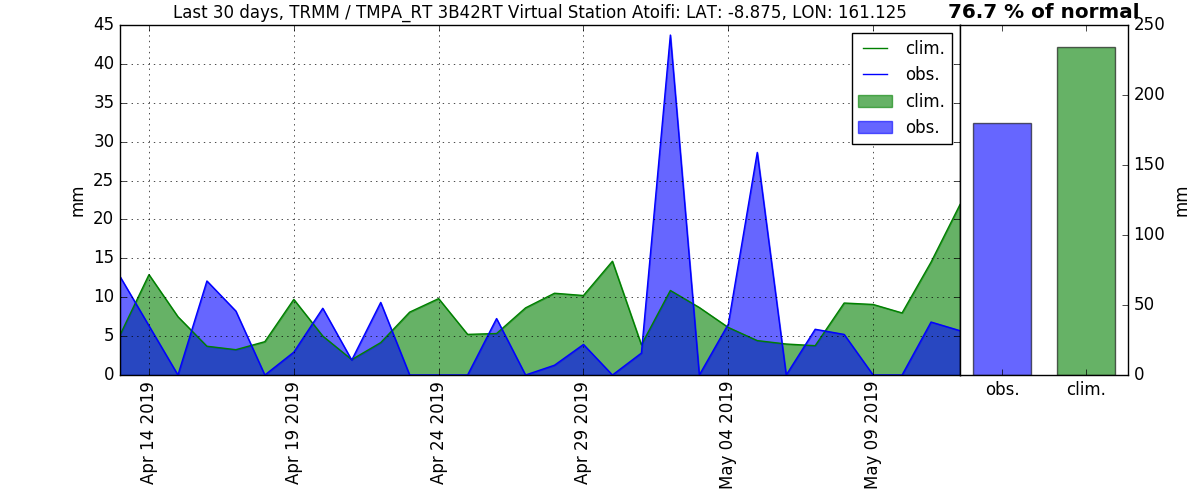 Last 30 days, TRMM / TMPA_RT 3B42RT Virtual Station Atoifi: LAT: -8.875, LON: 161.125
76.7 % of normal
45
40
35
30
25
20
15
10
5
0
mm
clim.
obs.
clim.
obs.
250
200
150
100
50
0
mm
obs.
clim.
Apr 14 2019
Apr 19 2019
Apr 24 2019
Apr 29 2019
May 04 2019
May 09 2019